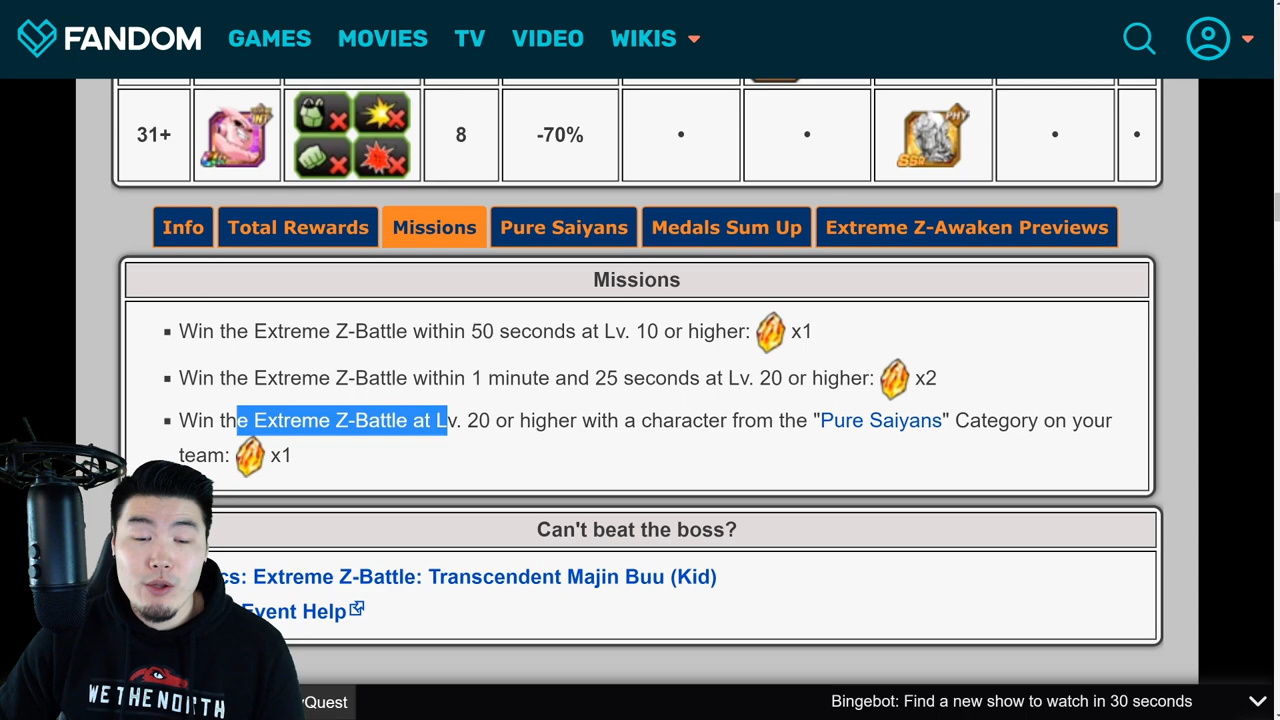 FANDOM GAMES MOVIES TV VIDEO WIKIS
31+ INT 8 -70% • • PHY SSR • •
Info Total Rewards Missions Pure Saiyans Medals Sum Up Extreme Z-Awaken Previews
Missions
Win the Extreme Z-Battle within 50 seconds at Lv. 10 or higher: x1
Win the Extreme Z-Battle within 1 minute and 25 seconds at Lv. 20 or higher: x2
Win the Extreme Z-Battle at Lv. 20 or higher with a character from the "Pure Saiyans" Category on your
team: x1
Can't beat the boss?
cs: Extreme Z-Battle: Transcendent Majin Buu (Kid)
Event Help
WE THE NORTH
Quest Bingebot: Find a new show to watch in 30 seconds